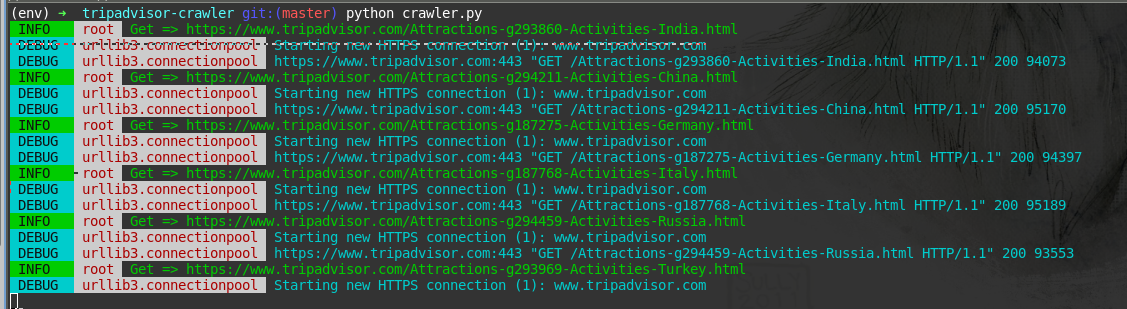 (env) → tripadvisor-crawler git:(master) python crawler.py
INFO root Get => https://www.tripadvisor.com/Attractions-g293860-Activities-India.html
DEBUG urllib3.connectionpool Starting new HTTPS connection (1): www.tripadvisor.com
DEBUG urllib3.connectionpool https://www.tripadvisor.com:443 "GET /Attractions-g293860-Activities-India.html HTTP/1.1" 200 94073
INFO root Get => https://www.tripadvisor.com/Attractions-g294211-Activities-China.html
DEBUG urllib3.connectionpool Starting new HTTPS connection (1): www.tripadvisor.com
DEBUG urllib3.connectionpool https://www.tripadvisor.com:443 "GET /Attractions-g294211-Activities-China.html HTTP/1.1" 200 95170
INFO root Get => https://www.tripadvisor.com/Attractions-g187275-Activities-Germany.html
DEBUG urllib3.connectionpool Starting new HTTPS connection (1): www.tripadvisor.com
DEBUG urllib3.connectionpool https://www.tripadvisor.com:443 "GET /Attractions-g187275-Activities-Germany.html HTTP/1.1" 200 94397
INFO root Get => https://www.tripadvisor.com/Attractions-g187768-Activities-Italy.html
DEBUG urllib3.connectionpool Starting new HTTPS connection (1): www.tripadvisor.com
DEBUG urllib3.connectionpool https://www.tripadvisor.com:443 "GET /Attractions-g187768-Activities-Italy.html HTTP/1.1" 200 95189
INFO root Get => https://www.tripadvisor.com/Attractions-g294459-Activities-Russia.html
DEBUG urllib3.connectionpool Starting new HTTPS connection (1): www.tripadvisor.com
DEBUG urllib3.connectionpool https://www.tripadvisor.com:443 "GET /Attractions-g294459-Activities-Russia.html HTTP/1.1" 200 93553
INFO root Get => https://www.tripadvisor.com/Attractions-g293969-Activities-Turkey.html
DEBUG urllib3.connectionpool Starting new HTTPS connection (1): www.tripadvisor.com